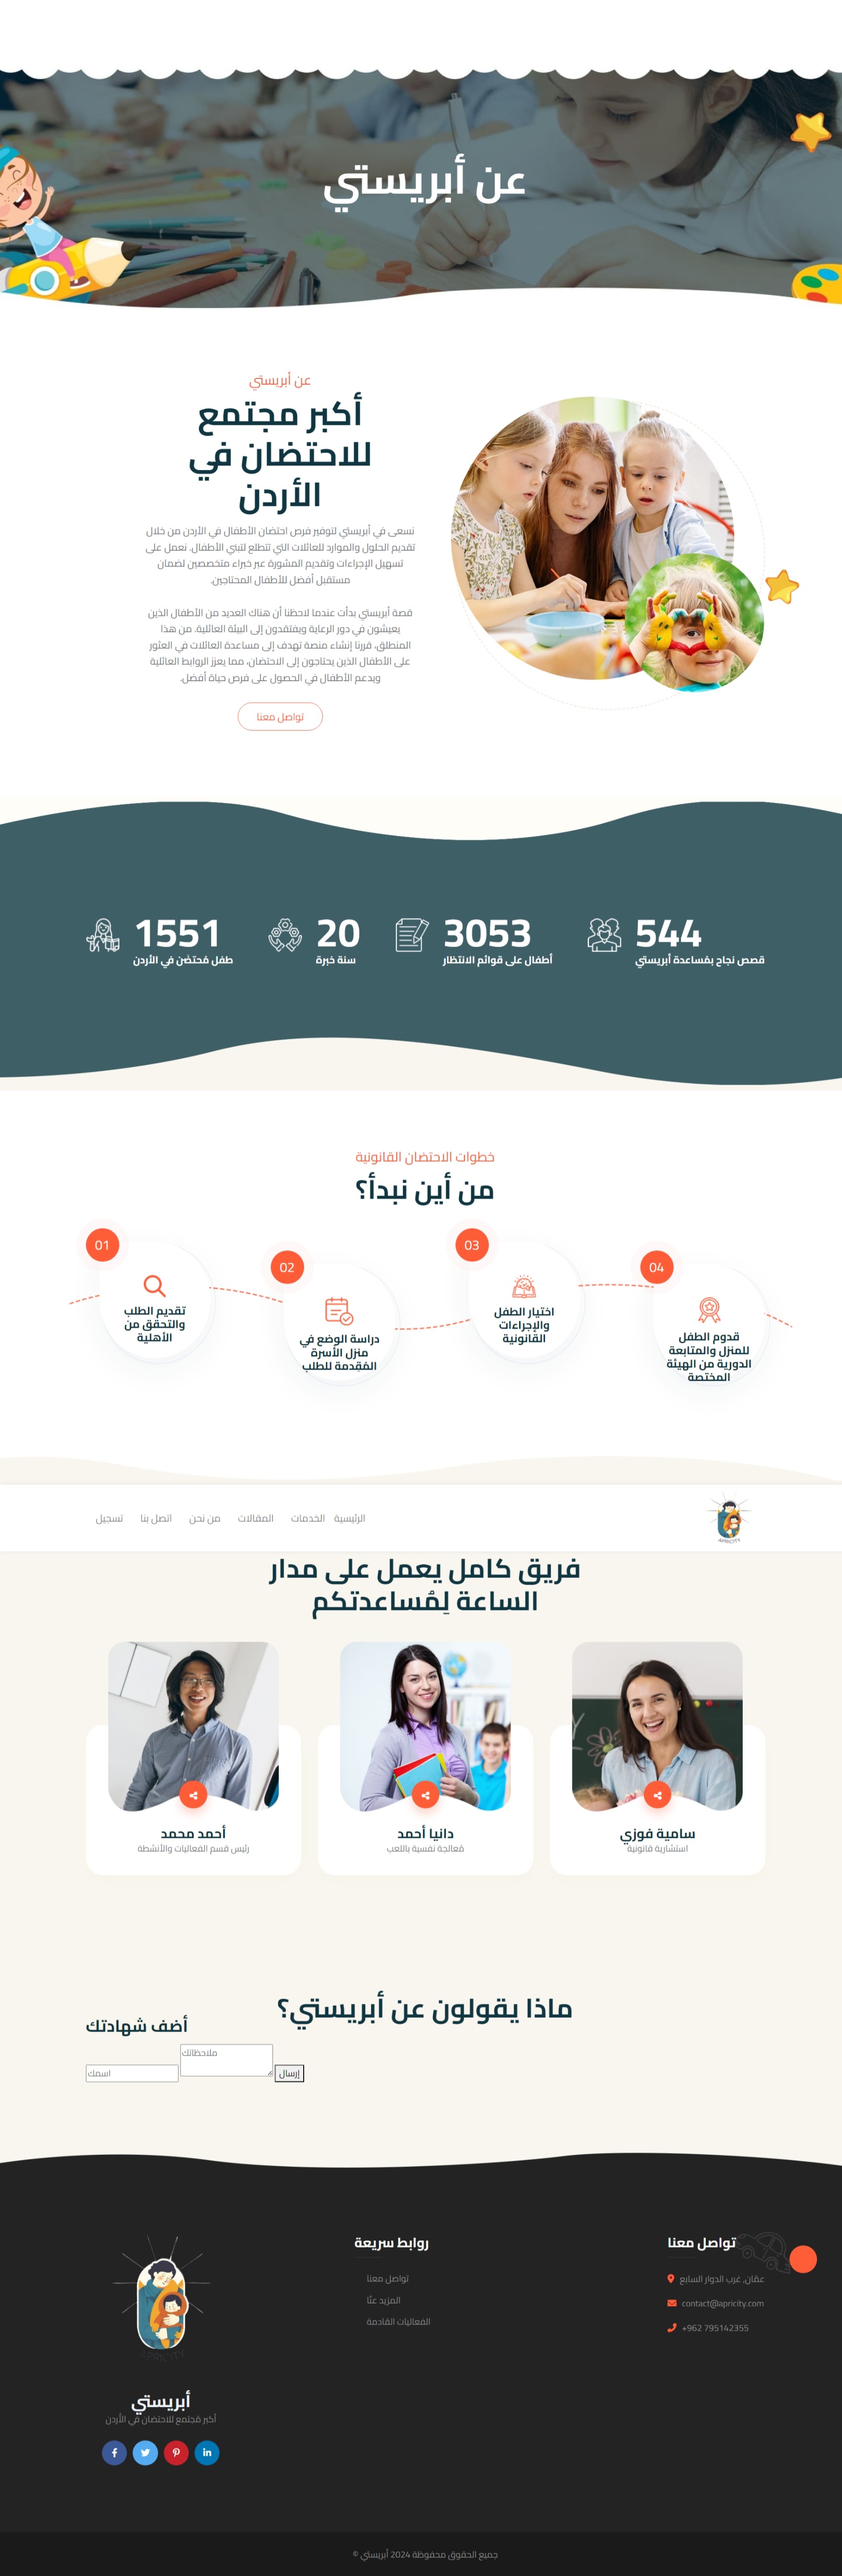 عن أبريستي
عن أبريستي
أكبر مجتمع
للاحتضان في
الأردن
نسعى في أبريستي لتوفير فرص احتضان الأطفال في الأردن من خلال
تقديم الحلول والموارد للعائلات التي تتطلع لتبني الأطفال. نعمل على
تسهيل الإجراءات وتقديم المشورة عبر خبراء متخصصين لضمان
مستقبل أفضل للأطفال المحتاجين.
قصة أبريستي بدأت عندما لاحظنا أن هناك العديد من الأطفال الذين
يعيشون في دور الرعاية ويفتقدون إلى البيئة العائلية. من هذا
المنطلق، قررنا إنشاء منصة تهدف إلى مساعدة العائلات في العثور
على الأطفال الذين يحتاجون إلى الاحتضان، مما يعزز الروابط العائلية
ويدعم الأطفال في الحصول على فرص حياة أفضل.
تواصل معنا
544
قصص نجاح بمُساعدة أبريستي
3053
أطفال على قوائم الانتظار
20
سنة خبرة
1551
طفل مُحتضَن في الأردن
خطوات الاحتضان القانونية
من أين نبدأ؟
01
تقديم الطلب
والتحقق من
الأهلية
02
دراسة الوضع في
منزل الأسرة
المُقدِمة للطلب
03
اختيار الطفل
والإجراءات
القانونية
04
قدوم الطفل
للمنزل والمتابعة
الدورية من الهيئة
المختصة
APRICITY
الرئيسية
الخدمات
المقالات
من نحن
اتصل بنا
تسجيل
فريق كامل يعمل على مدار
الساعة لِمُساعدتكم
سامية فوزي
استشارية قانونية
دانيا أحمد
مُعالجة نفسية باللعب
أحمد محمد
رئيس قسم الفعاليات والأنشطة
ماذا يقولون عن أبريستي؟
أضف شهادتك
اسمك
ملاحظاتك
إرسال
تواصل معنا
عمّان, غرب الدوار السابع
contact@apricity.com
+962 795142355
روابط سريعة
تواصل معنا
المزيد عنّا
الفعاليات القادمة
APRICITY
أبريستي
أكبر مُجتمع للاحتضان في الأردن
جميع الحقوق محفوظة 2024 أبريستي ©